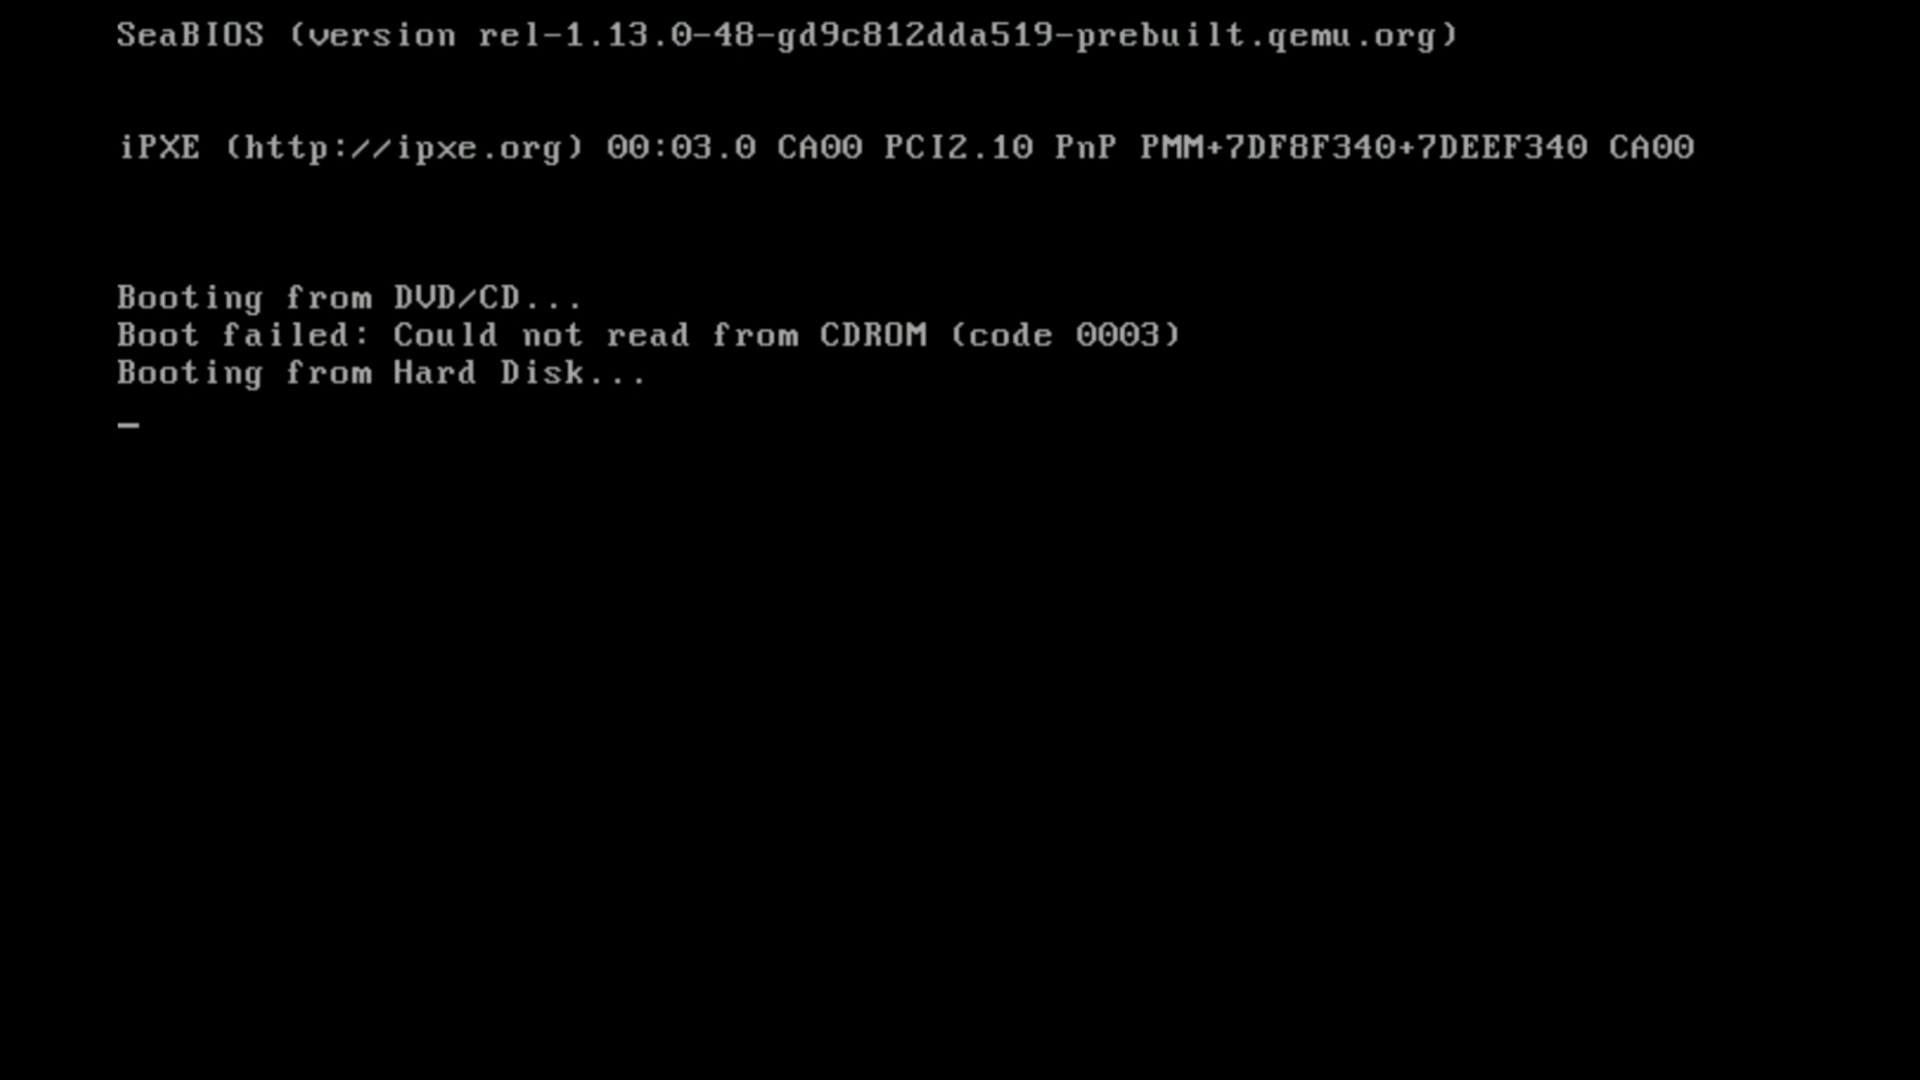 SeaBIOS (version rel-1.13.0-48-gd9c812dda519-prebuilt.qemu.org)
iPXE (http://ipxe.org) 00:03.0 CA00 PCI2.10 PnP PMM+7DF8F340+7DEEF340 CA00
Booting from DVD/CD...
Boot failed: Could not read from CDROM (code 0003)
Booting from Hard Disk...
_